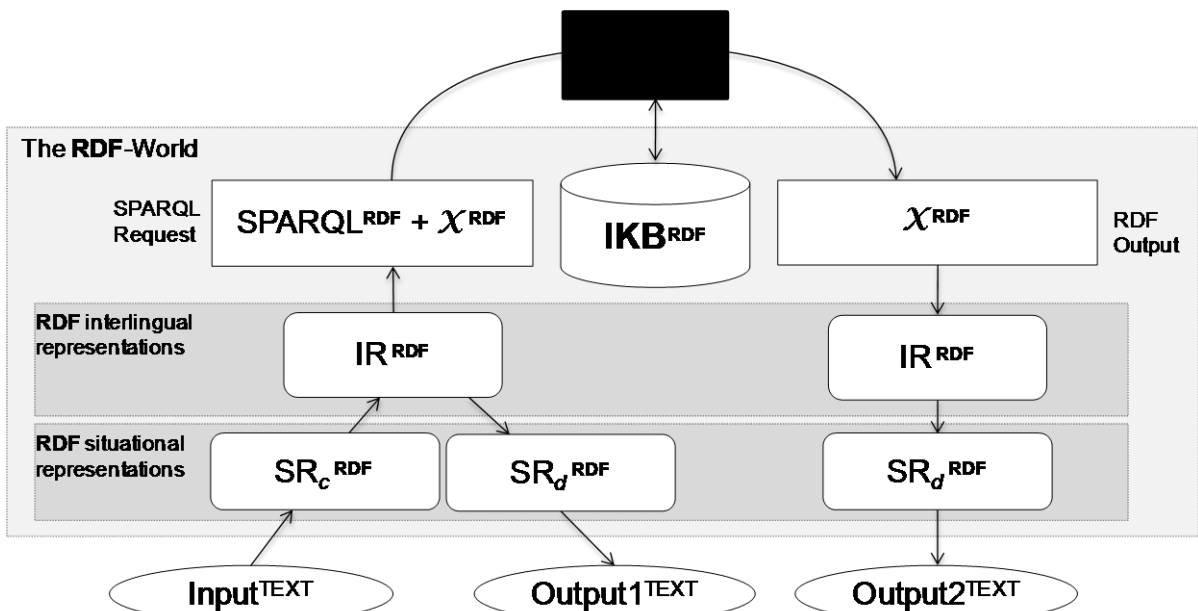 The RDF-World
SPARQL
Request
SPARQLRDF + XRDF
IKBRDF
XRDF
RDF
Output
RDF interlingual
representations
IRRDF
IRRDF
RDF situational
representations
SRcRDF
SRdRDF
SRdRDF
InputTEXT
Output1TEXT
Output2TEXT